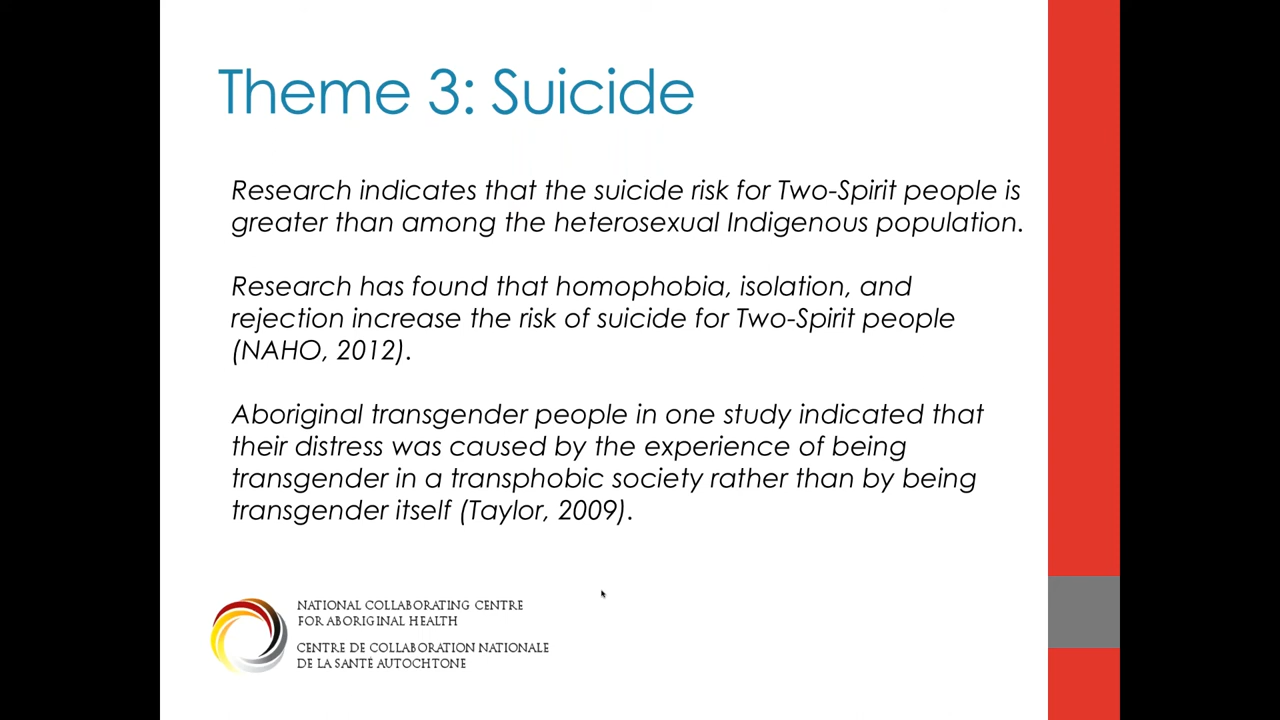 Theme 3: Suicide
Research indicates that the suicide risk for Two-Spirit people is
greater than among the heterosexual Indigenous population.
Research has found that homophobia, isolation, and
rejection increase the risk of suicide for Two-Spirit people
(NAHO, 2012).
Aboriginal transgender people in one study indicated that
their distress was caused by the experience of being
transgender in a transphobic society rather than by being
transgender itself (Taylor, 2009).
NATIONAL COLLABORATING CENTRE
FOR ABORIGINAL HEALTH
CENTRE DE COLLABORATION NATIONALE
DE LA SANTÉ AUTOCHTONE